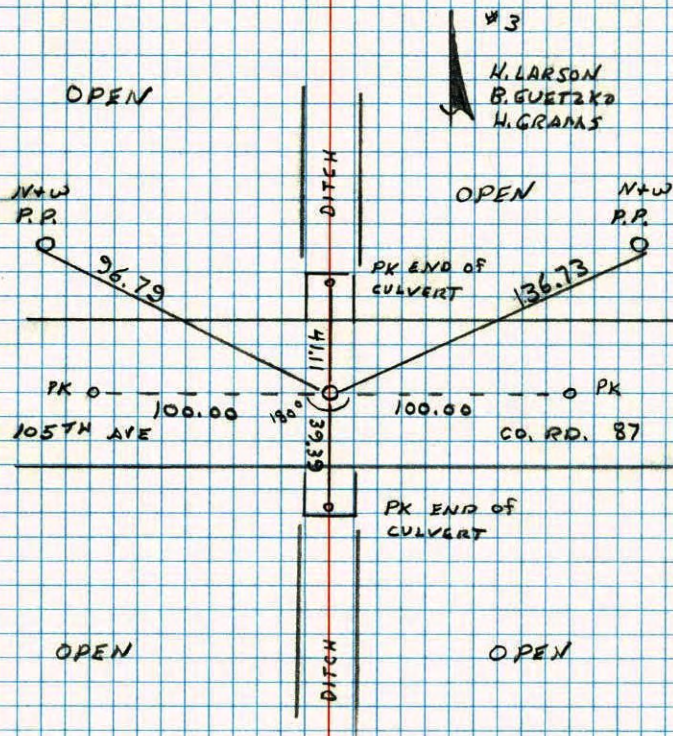 #3
H. LARSON
B. GUETZKO
H. GRAMS
OPEN
DITCH
OPEN
N+W
P.P.
N+W
P.P.
96.79
PK END of
CULVERT
136.73
41.11
PK
100.00
180°
100.00
PK
105TH AVE
39.39
CO. RD. 87
PK END of
CULVERT
OPEN
DITCH
OPEN